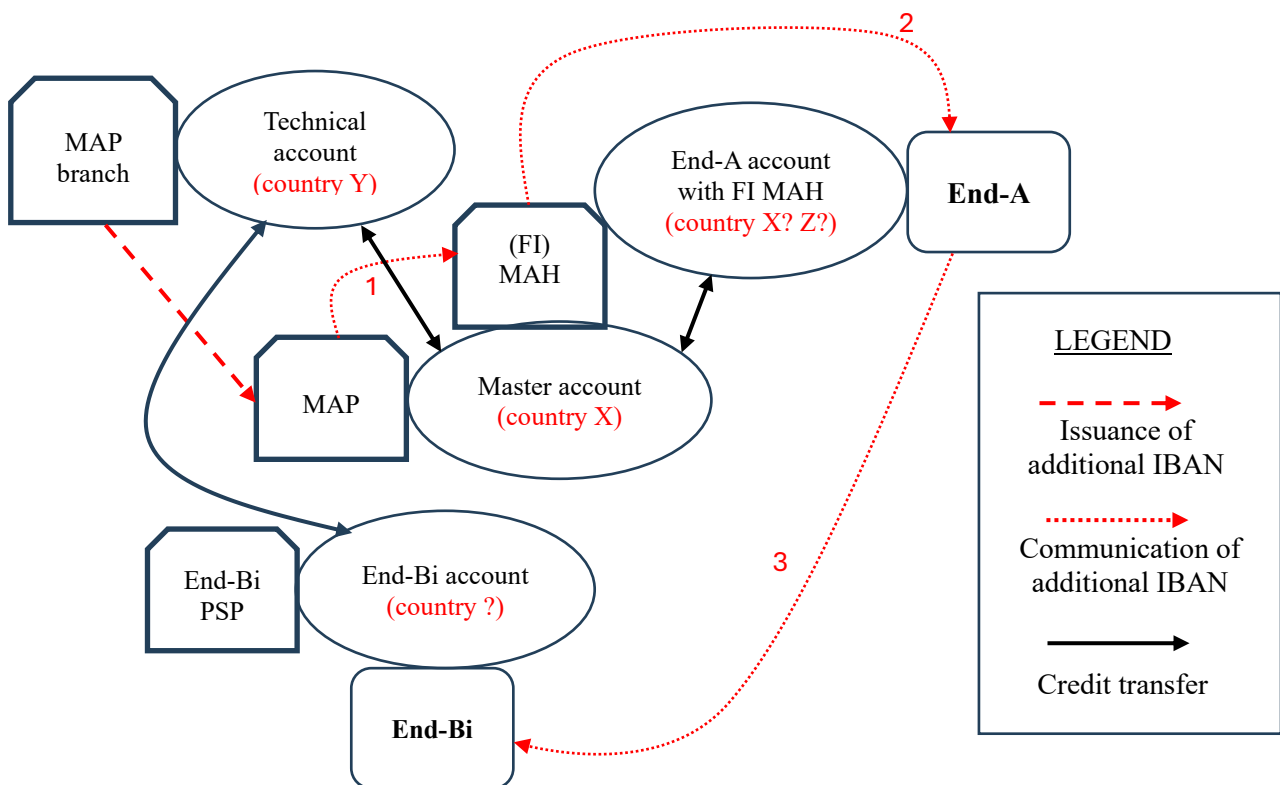 2
MAP
branch
Technical
account
(country Y)
End-A account
with FI MAH
(country X? Z?)
End-A
(FI)
MAH
1
MAP
Master account
(country X)
LEGEND
Issuance of
additional IBAN
Communication of
additional IBAN
Credit transfer
3
End-Bi
PSP
End-Bi account
(country ?)
End-Bi